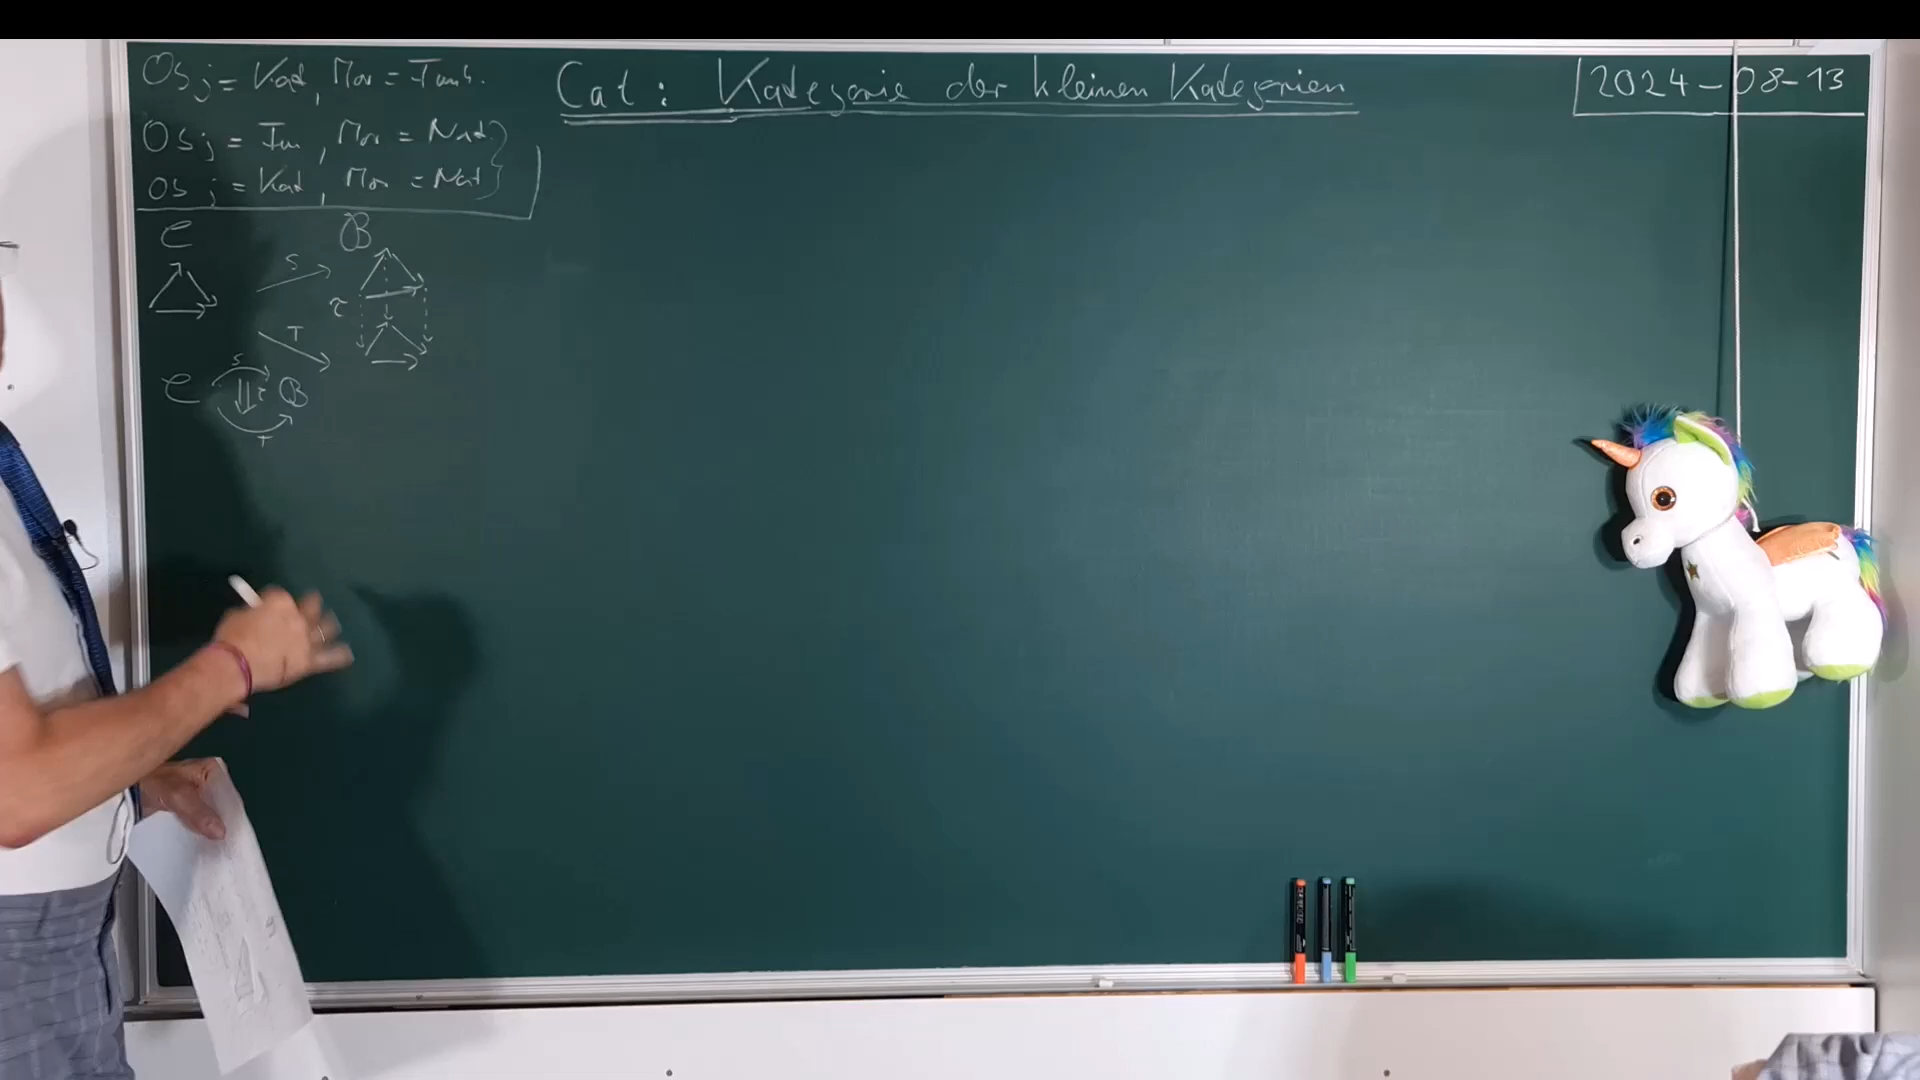 Obj = Kat, Mor = Funk.
Obj = Fun, Mor = Nat
Obj = Kat, Mor = Nat
Cat: Kategorie der kleinen Kategorien
2024-08-13
C B
S
τ
T
S
C τ B
T